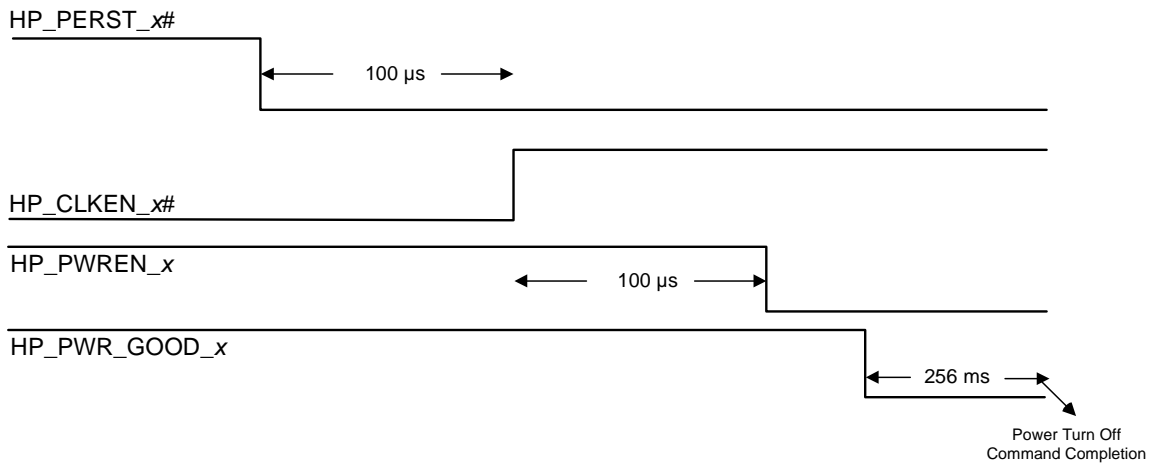 HP_PERST_x#
100 µs
HP_CLKEN_x#
HP_PWREN_x
100 µs
HP_PWR_GOOD_x
256 ms
Power Turn Off
Command Completion